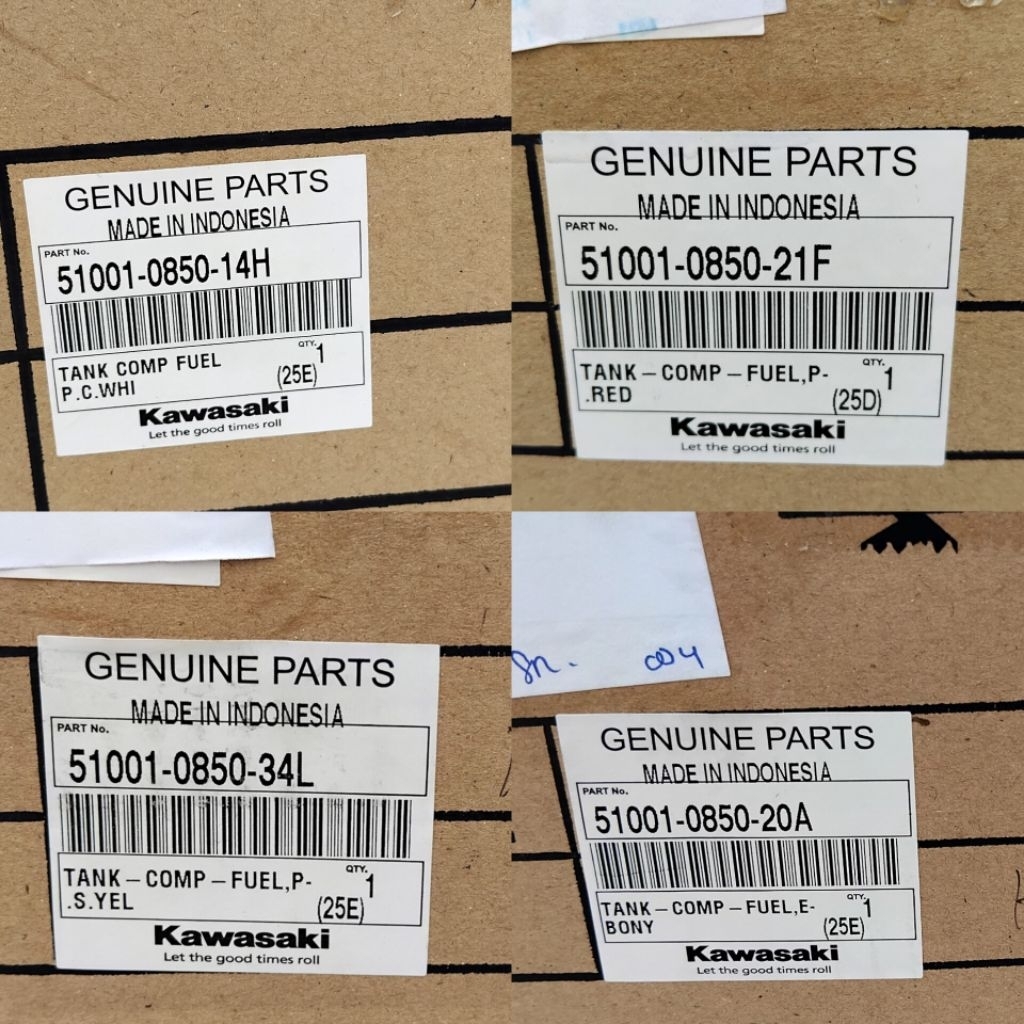 GENUINE PARTS
MADE IN INDONESIA
PART No.
51001-0850-14H
TANK COMP FUEL
QTY. 1
P.C.WHI
(25E)
Kawasaki
Let the good times roll
GENUINE PARTS
MADE IN INDONESIA
PART No.
51001-0850-21F
TANK-COMP-FUEL,P-
QTY. 1
.RED
(25D)
Kawasaki
Let the good times roll
GENUINE PARTS
MADE IN INDONESIA
PART No.
51001-0850-34L
TANK-COMP-FUEL,P-
QTY. 1
.S.YEL
(25E)
Kawasaki
Let the good times roll
004
GENUINE PARTS
MADE IN INDONESIA
PART No.
51001-0850-20A
TANK-COMP-FUEL,E-
QTY. 1
BONY
(25E)
Kawasaki
Let the good times roll